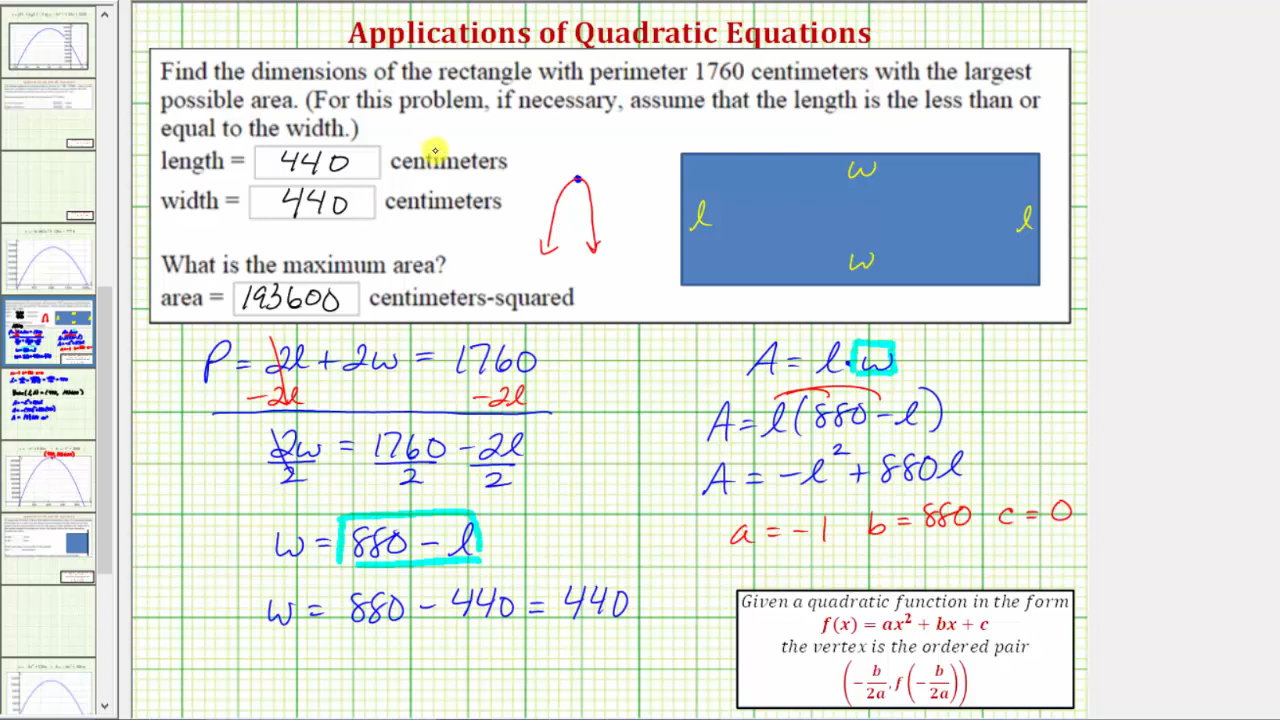 Applications of Quadratic Equations
Find the dimensions of the rectangle with perimeter 1760 centimeters with the largest
possible area. (For this problem, if necessary, assume that the length is the less than or
equal to the width.)
length = 440 centimeters
width = 440 centimeters
What is the maximum area?
area = 193600 centimeters-squared
w
l l
w
P = 2l + 2w = 1760
-2l -2l
2w = 1760 - 2l
2 2 2
w = 880 - l
w = 880 - 440 = 440
A = l · w
A = l(880 - l)
A = -l² + 880l
a = -1 b = 880 c = 0
Given a quadratic function in the form
f(x) = ax² + bx + c
the vertex is the ordered pair
(-b/2a, f(-b/2a))